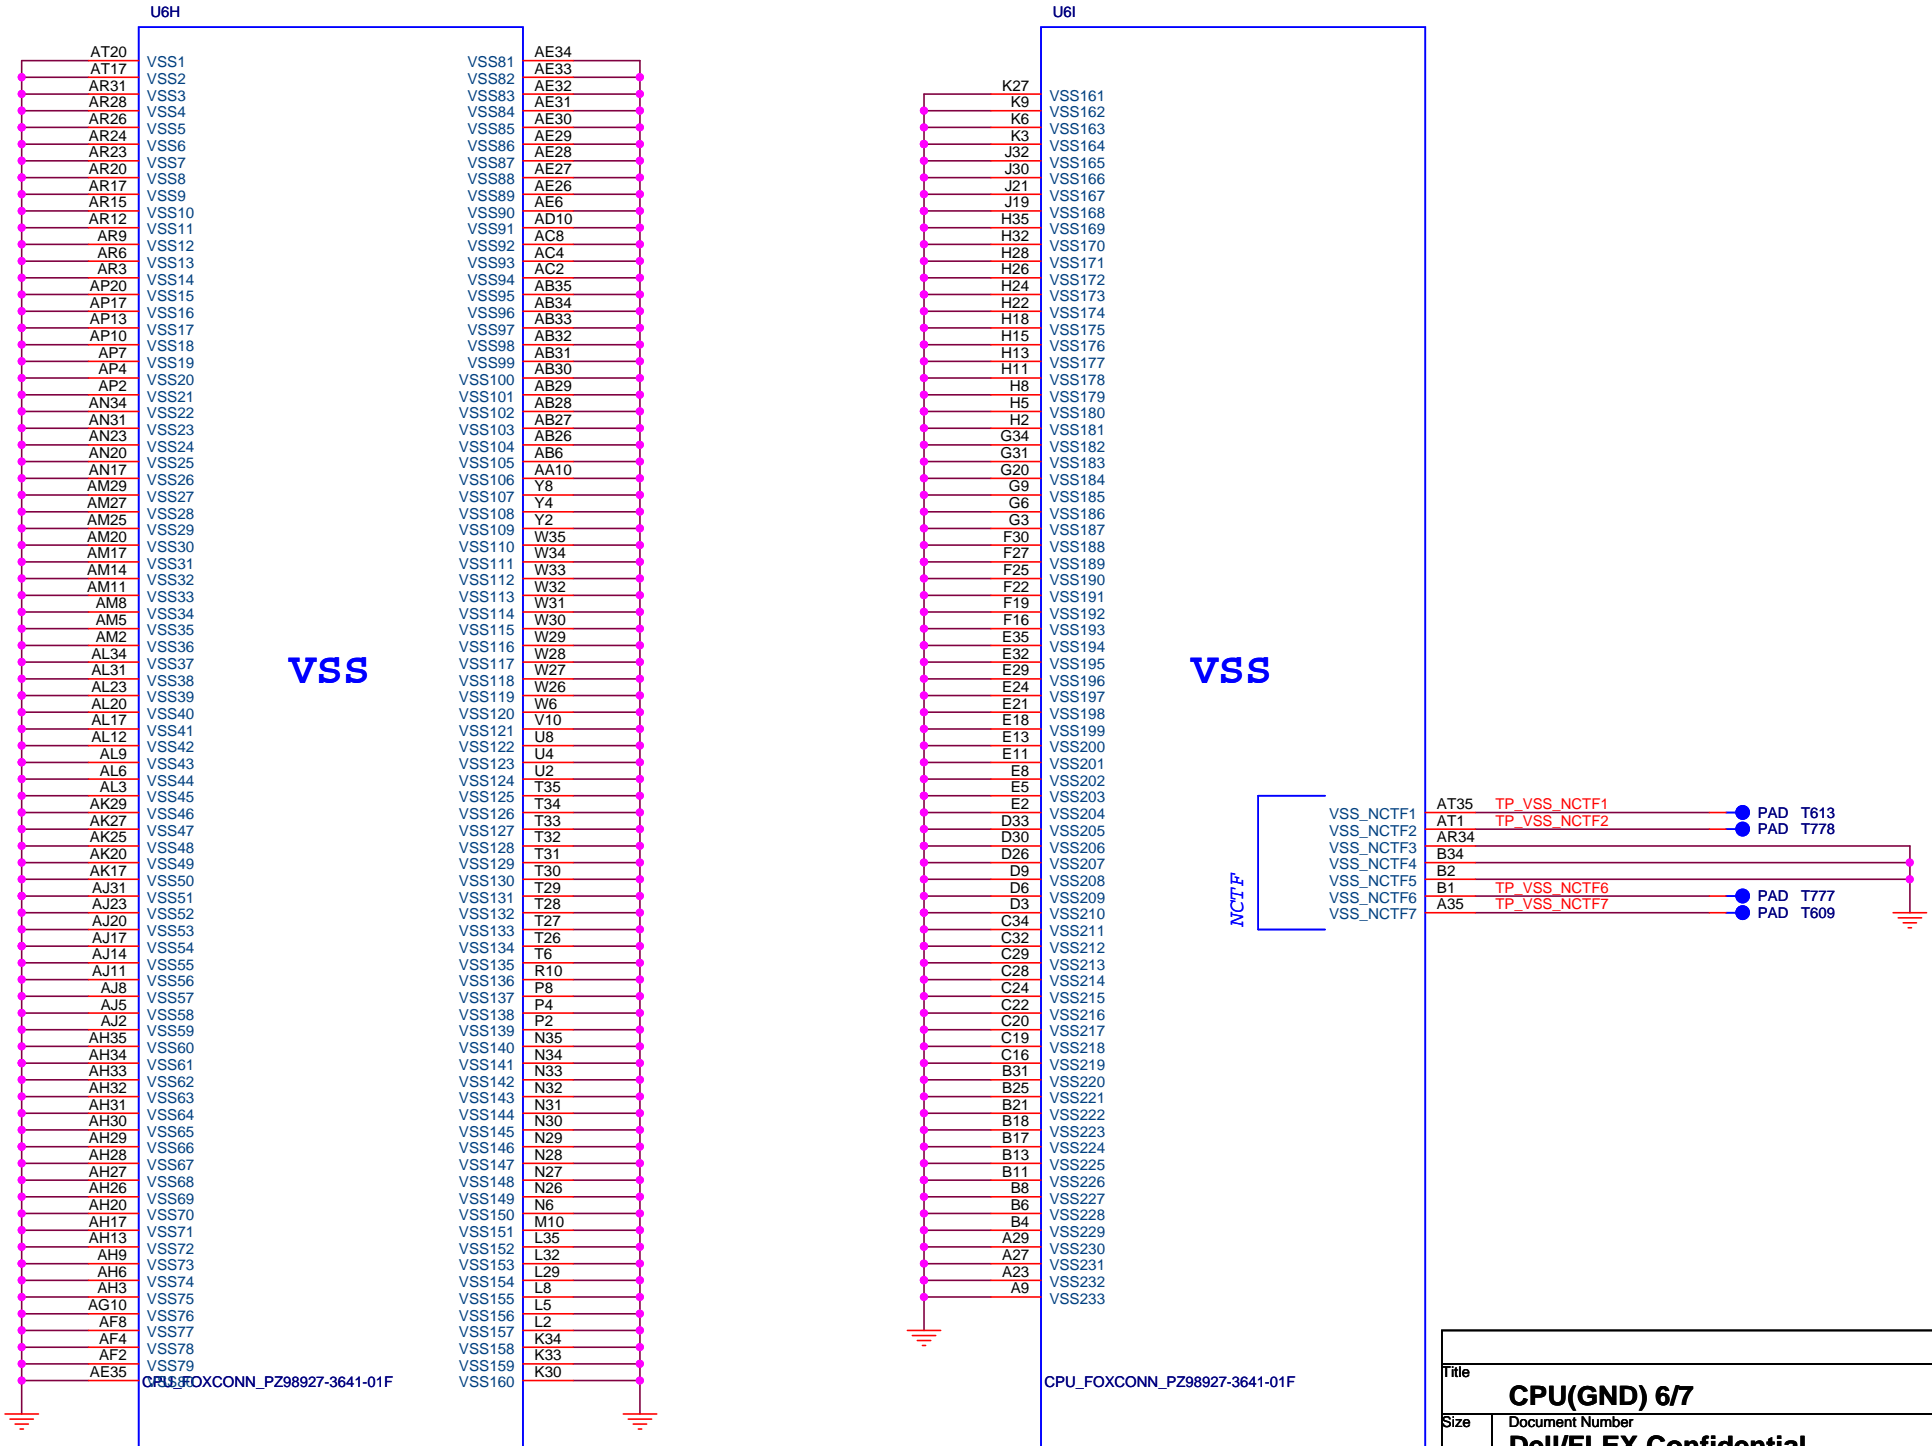 U6H
AT20 VSS1 VSS81 AE34
AT17 VSS2 VSS82 AE33
AR31 VSS3 VSS83 AE32
AR28 VSS4 VSS84 AE31
AR26 VSS5 VSS85 AE30
AR24 VSS6 VSS86 AE29
AR23 VSS7 VSS87 AE28
AR20 VSS8 VSS88 AE27
AR17 VSS9 VSS89 AE26
AR15 VSS10 VSS90 AE6
AR12 VSS11 VSS91 AD10
AR9 VSS12 VSS92 AC8
AR6 VSS13 VSS93 AC4
AR3 VSS14 VSS94 AC2
AP20 VSS15 VSS95 AB35
AP17 VSS16 VSS96 AB34
AP13 VSS17 VSS97 AB33
AP10 VSS18 VSS98 AB32
AP7 VSS19 VSS99 AB31
AP4 VSS20 VSS100 AB30
AP2 VSS21 VSS101 AB29
AN34 VSS22 VSS102 AB28
AN31 VSS23 VSS103 AB27
AN23 VSS24 VSS104 AB26
AN20 VSS25 VSS105 AB6
AN17 VSS26 VSS106 AA10
AM29 VSS27 VSS107 Y8
AM27 VSS28 VSS108 Y4
AM25 VSS29 VSS109 Y2
AM20 VSS30 VSS110 W35
AM17 VSS31 VSS111 W34
AM14 VSS32 VSS112 W33
AM11 VSS33 VSS113 W32
AM8 VSS34 VSS114 W31
AM5 VSS35 VSS115 W30
AM2 VSS36 VSS116 W29
AL34 VSS37 VSS117 W28
AL31 VSS38 VSS118 W27
AL23 VSS39 VSS119 W26
AL20 VSS40 VSS120 W6
AL17 VSS41 VSS121 V10
AL12 VSS42 VSS122 U8
AL9 VSS43 VSS123 U4
AL6 VSS44 VSS124 U2
AL3 VSS45 VSS125 T35
AK29 VSS46 VSS126 T34
AK27 VSS47 VSS127 T33
AK25 VSS48 VSS128 T32
AK20 VSS49 VSS129 T31
AK17 VSS50 VSS130 T30
AJ31 VSS51 VSS131 T29
AJ23 VSS52 VSS132 T28
AJ20 VSS53 VSS133 T27
AJ17 VSS54 VSS134 T26
AJ14 VSS55 VSS135 T6
AJ11 VSS56 VSS136 R10
AJ8 VSS57 VSS137 P8
AJ5 VSS58 VSS138 P4
AJ2 VSS59 VSS139 P2
AH35 VSS60 VSS140 N35
AH34 VSS61 VSS141 N34
AH33 VSS62 VSS142 N33
AH32 VSS63 VSS143 N32
AH31 VSS64 VSS144 N31
AH30 VSS65 VSS145 N30
AH29 VSS66 VSS146 N29
AH28 VSS67 VSS147 N28
AH27 VSS68 VSS148 N27
AH26 VSS69 VSS149 N26
AH20 VSS70 VSS150 N6
AH17 VSS71 VSS151 M10
AH13 VSS72 VSS152 L35
AH9 VSS73 VSS153 L32
AH6 VSS74 VSS154 L29
AH3 VSS75 VSS155 L8
AG10 VSS76 VSS156 L5
AF8 VSS77 VSS157 L2
AF4 VSS78 VSS158 K34
AF2 VSS79 VSS159 K33
AE35 VSS80 VSS160 K30
VSS
CPU_FOXCONN_PZ98927-3641-01F
U6I
K27 VSS161
K9 VSS162
K6 VSS163
K3 VSS164
J32 VSS165
J30 VSS166
J21 VSS167
J19 VSS168
H35 VSS169
H32 VSS170
H28 VSS171
H26 VSS172
H24 VSS173
H22 VSS174
H18 VSS175
H15 VSS176
H13 VSS177
H11 VSS178
H8 VSS179
H5 VSS180
H2 VSS181
G34 VSS182
G31 VSS183
G20 VSS184
G9 VSS185
G6 VSS186
G3 VSS187
F30 VSS188
F27 VSS189
F25 VSS190
F22 VSS191
F19 VSS192
F16 VSS193
E35 VSS194
E32 VSS195
E29 VSS196
E24 VSS197
E21 VSS198
E18 VSS199
E13 VSS200
E11 VSS201
E8 VSS202
E5 VSS203
E2 VSS204
D33 VSS205
D30 VSS206
D26 VSS207
D9 VSS208
D6 VSS209
D3 VSS210
C34 VSS211
C32 VSS212
C29 VSS213
C28 VSS214
C24 VSS215
C22 VSS216
C20 VSS217
C19 VSS218
C16 VSS219
B31 VSS220
B25 VSS221
B21 VSS222
B18 VSS223
B17 VSS224
B13 VSS225
B11 VSS226
B8 VSS227
B6 VSS228
B4 VSS229
A29 VSS230
A27 VSS231
A23 VSS232
A9 VSS233
VSS
NCTF
VSS_NCTF1 AT35 TP_VSS_NCTF1 PAD T613
VSS_NCTF2 AT1 TP_VSS_NCTF2 PAD T778
VSS_NCTF3 AR34
VSS_NCTF4 B34
VSS_NCTF5 B2
VSS_NCTF6 B1 TP_VSS_NCTF6 PAD T777
VSS_NCTF7 A35 TP_VSS_NCTF7 PAD T609
CPU_FOXCONN_PZ98927-3641-01F
Title
CPU(GND) 6/7
Size Document Number
Dell/FLEX Confidential